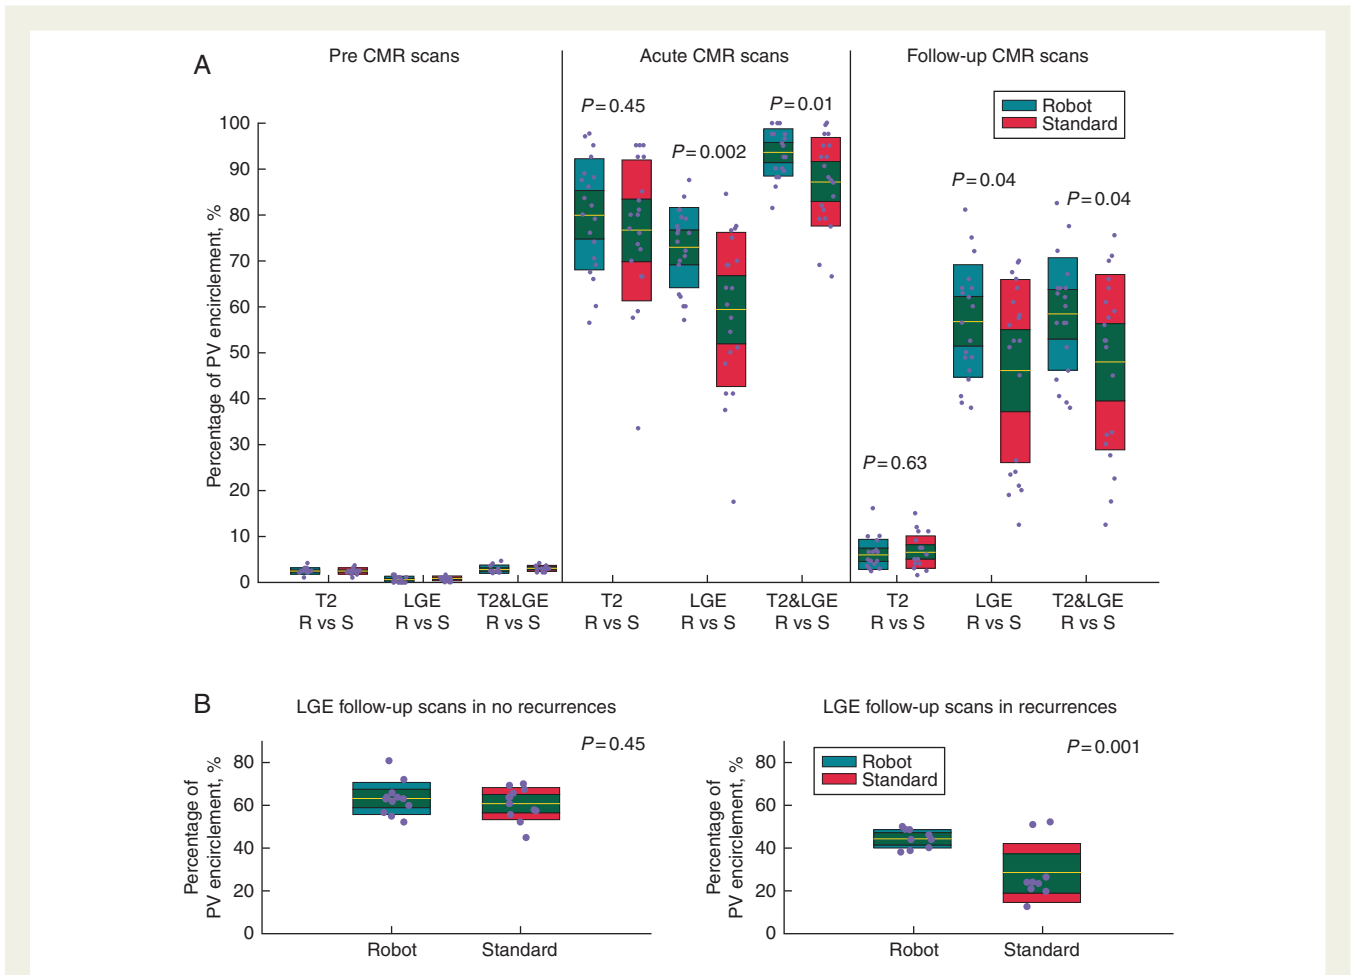 A
Pre CMR scans
Acute CMR scans
Follow-up CMR scans
Robot
Standard
P=0.45
P=0.002
P=0.01
P=0.63
P=0.04
P=0.04
Percentage of PV encirclement, %
100
90
80
70
60
50
40
30
20
10
0
T2 LGE T2&LGE T2 LGE T2&LGE T2 LGE T2&LGE
R vs S R vs S R vs S R vs S R vs S R vs S R vs S R vs S R vs S
B
LGE follow-up scans in no recurrences
P=0.45
Percentage of
PV encirclement, %
80
60
40
20
0
Robot Standard
LGE follow-up scans in recurrences
P=0.001
Robot
Standard
Percentage of
PV encirclement, %
80
60
40
20
0
Robot Standard